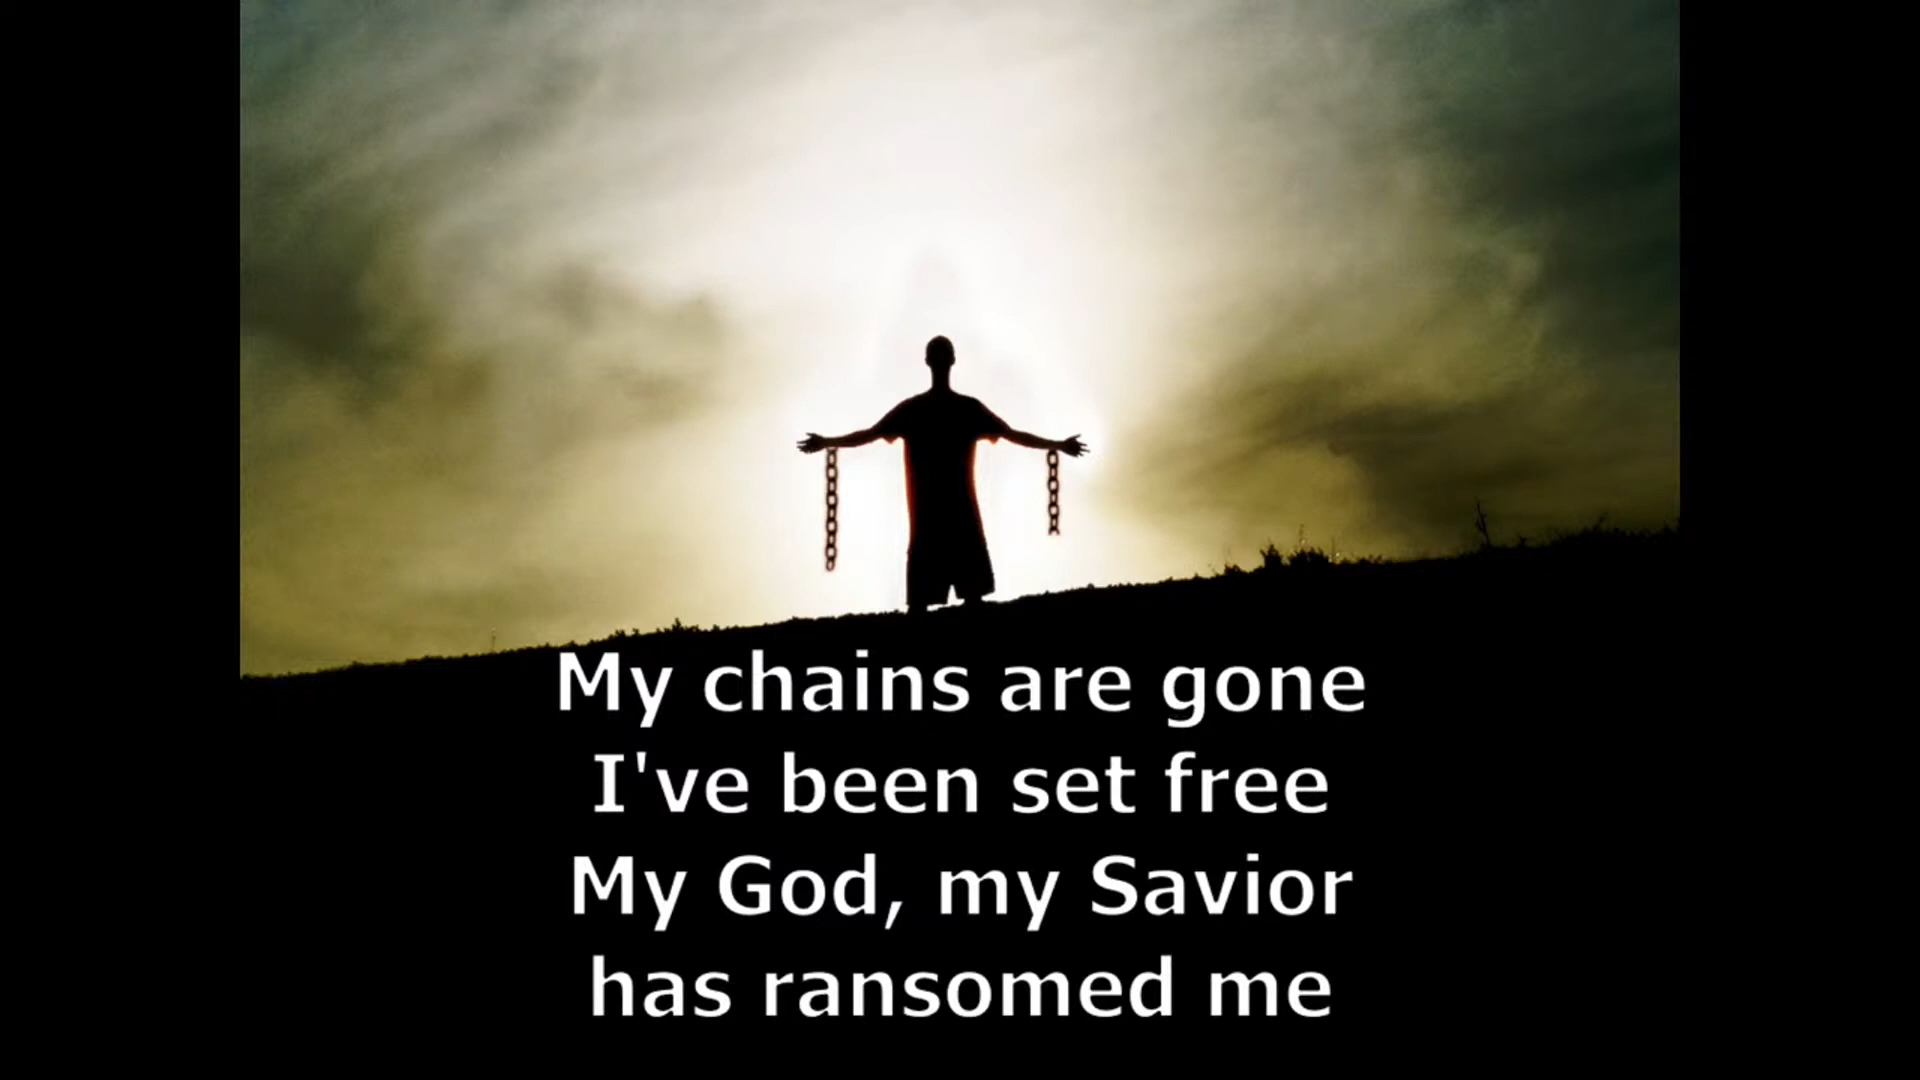 My chains are gone
I've been set free
My God, my Savior
has ransomed me